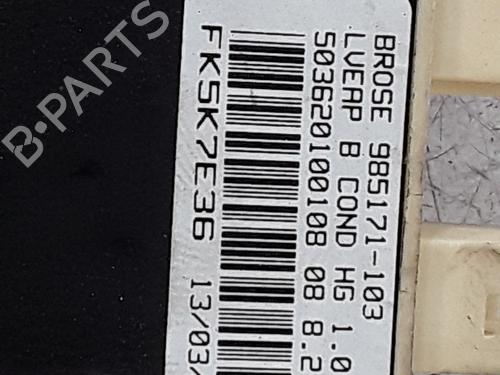 BROSE 985171-103
LVEAP B COND HG 1.0
503620100108 08 8.2
FK5K7E36 13/03/
B-PARTS